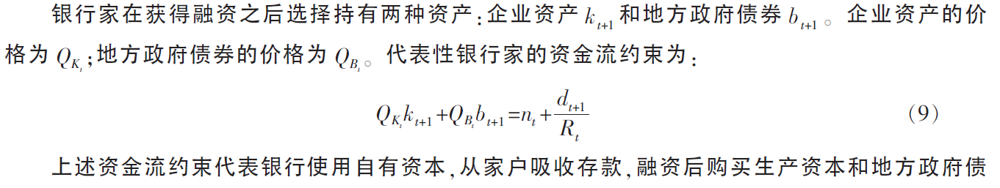 银行家在获得融资之后选择持有两种资产:企业资产 k_{t+1} 和地方政府债券 b_{t+1}。企业资产的价
格为 Q_{K_t};地方政府债券的价格为 Q_{B_t}。代表性银行家的资金流约束为:
Q_{K_t}k_{t+1}+Q_{B_t}b_{t+1}=n_t+\frac{d_{t+1}}{R_t} (9)
上述资金流约束代表银行使用自有资本,从家户吸收存款,融资后购买生产资本和地方政府债